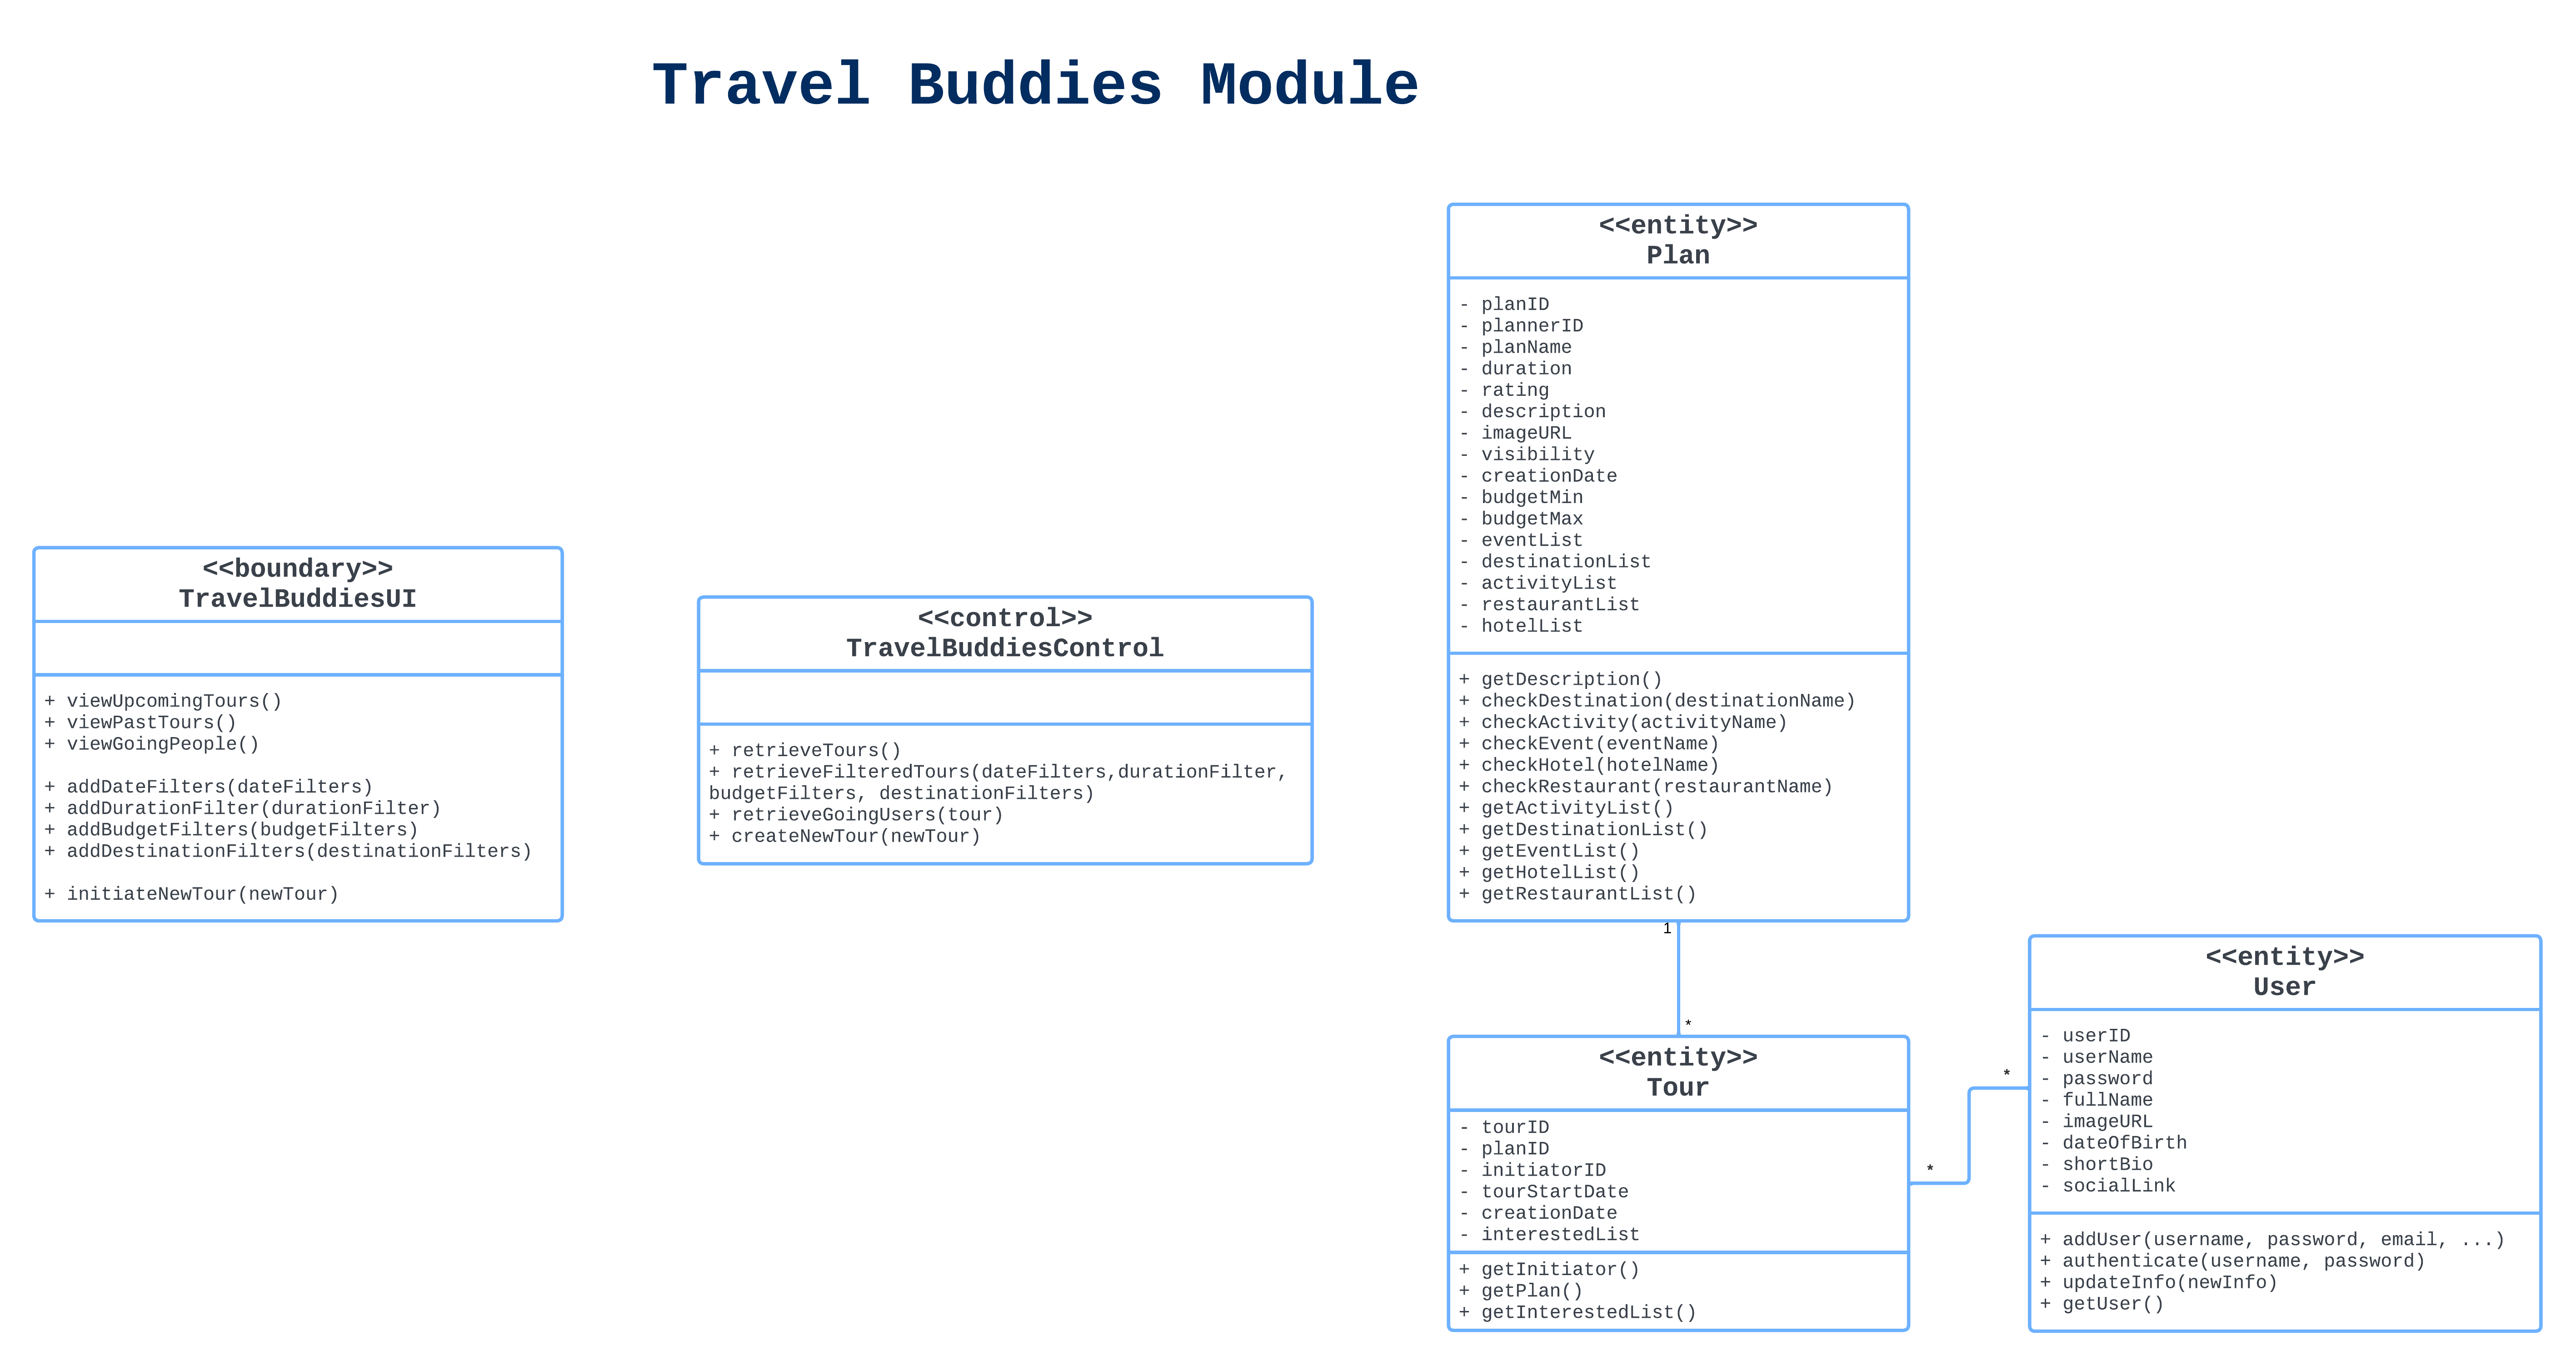 Travel Buddies Module
<<boundary>>
TravelBuddiesUI
+ viewUpcomingTours()
+ viewPastTours()
+ viewGoingPeople()
+ addDateFilters(dateFilters)
+ addDurationFilter(durationFilter)
+ addBudgetFilters(budgetFilters)
+ addDestinationFilters(destinationFilters)
+ initiateNewTour(newTour)
<<control>>
TravelBuddiesControl
+ retrieveTours()
+ retrieveFilteredTours(dateFilters,durationFilter,
budgetFilters, destinationFilters)
+ retrieveGoingUsers(tour)
+ createNewTour(newTour)
<<entity>>
Plan
- planID
- plannerID
- planName
- duration
- rating
- description
- imageURL
- visibility
- creationDate
- budgetMin
- budgetMax
- eventList
- destinationList
- activityList
- restaurantList
- hotelList
+ getDescription()
+ checkDestination(destinationName)
+ checkActivity(activityName)
+ checkEvent(eventName)
+ checkHotel(hotelName)
+ checkRestaurant(restaurantName)
+ getActivityList()
+ getDestinationList()
+ getEventList()
+ getHotelList()
+ getRestaurantList()
1
*
<<entity>>
Tour
- tourID
- planID
- initiatorID
- tourStartDate
- creationDate
- interestedList
+ getInitiator()
+ getPlan()
+ getInterestedList()
*
*
<<entity>>
User
- userID
- userName
- password
- fullName
- imageURL
- dateOfBirth
- shortBio
- socialLink
+ addUser(username, password, email, ...)
+ authenticate(username, password)
+ updateInfo(newInfo)
+ getUser()